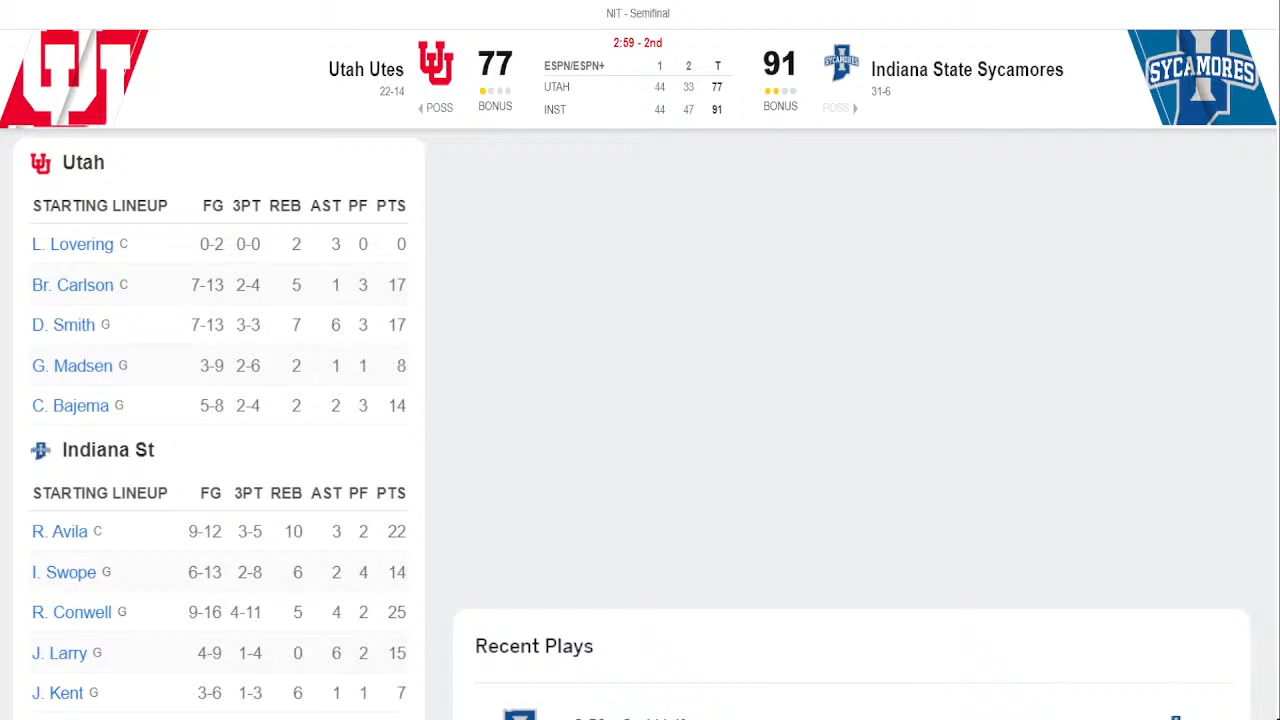 NIT - Semifinal
2:59 - 2nd
Utah Utes
22-14
POSS
77
BONUS
ESPN/ESPN+ 1 2 T
UTAH 44 33 77
INST 44 47 91
91
BONUS
SYCAMORES
POSS
Indiana State Sycamores
31-6
SYCAMORES
Utah
STARTING LINEUP FG 3PT REB AST PF PTS
L. Lovering C 0-2 0-0 2 3 0 0
Br. Carlson C 7-13 2-4 5 1 3 17
D. Smith G 7-13 3-3 7 6 3 17
G. Madsen G 3-9 2-6 2 1 1 8
C. Bajema G 5-8 2-4 2 2 3 14
Indiana St
STARTING LINEUP FG 3PT REB AST PF PTS
R. Avila C 9-12 3-5 10 3 2 22
I. Swope G 6-13 2-8 6 2 4 14
R. Conwell G 9-16 4-11 5 4 2 25
J. Larry G 4-9 1-4 0 6 2 15
J. Kent G 3-6 1-3 6 1 1 7
Recent Plays